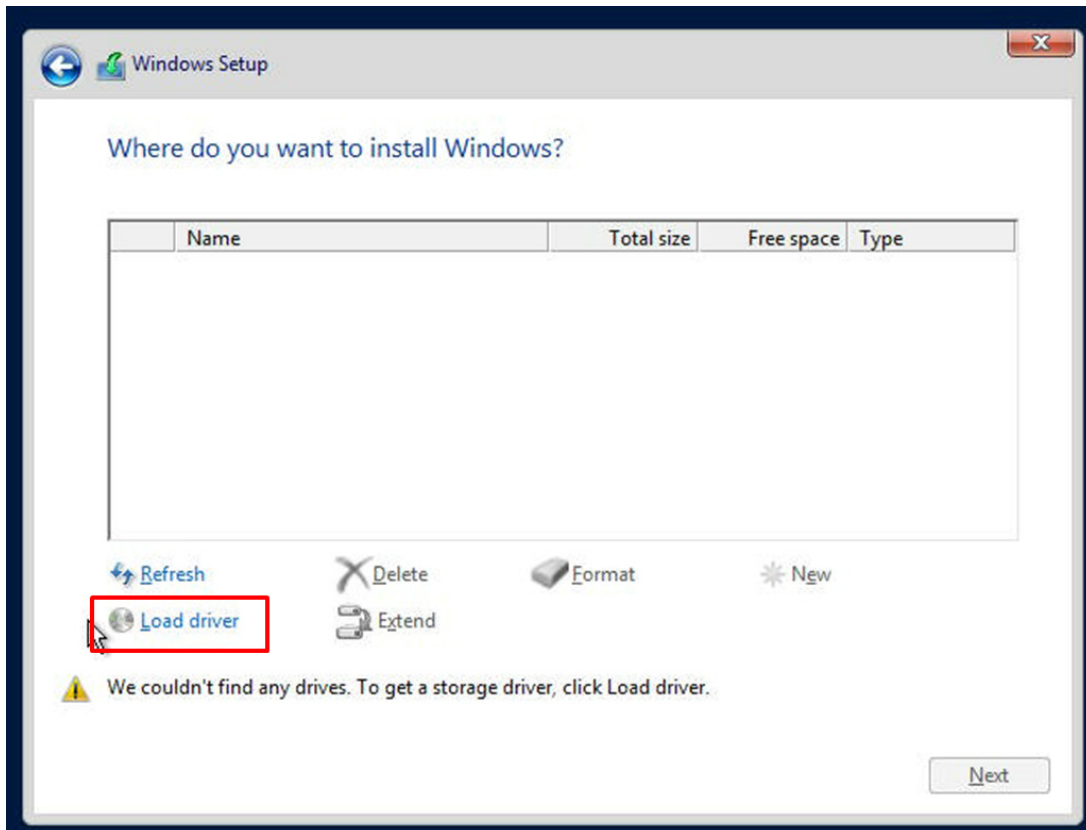 Windows Setup
Where do you want to install Windows?
Name Total size Free space Type
Refresh Delete Format New
Load driver Extend
We couldn't find any drives. To get a storage driver, click Load driver.
Next